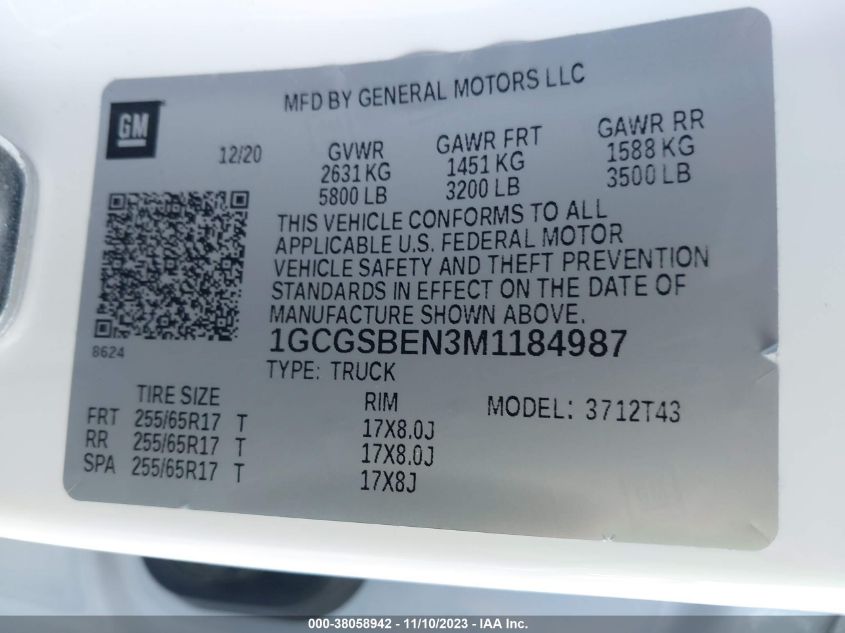 MFD BY GENERAL MOTORS LLC
GM
12/20
GVWR GAWR FRT GAWR RR
2631 KG 1451 KG 1588 KG
5800 LB 3200 LB 3500 LB
THIS VEHICLE CONFORMS TO ALL
APPLICABLE U.S. FEDERAL MOTOR
VEHICLE SAFETY AND THEFT PREVENTION
STANDARDS IN EFFECT ON THE DATE OF
MANUFACTURE SHOWN ABOVE.
8624
1GCGSBEN3M1184987
TYPE: TRUCK
TIRE SIZE RIM MODEL: 3712T43
FRT 255/65R17 T 17X8.0J
RR 255/65R17 T 17X8.0J
SPA 255/65R17 T 17X8J
GM
000-38058942 - 11/10/2023 - IAA Inc.